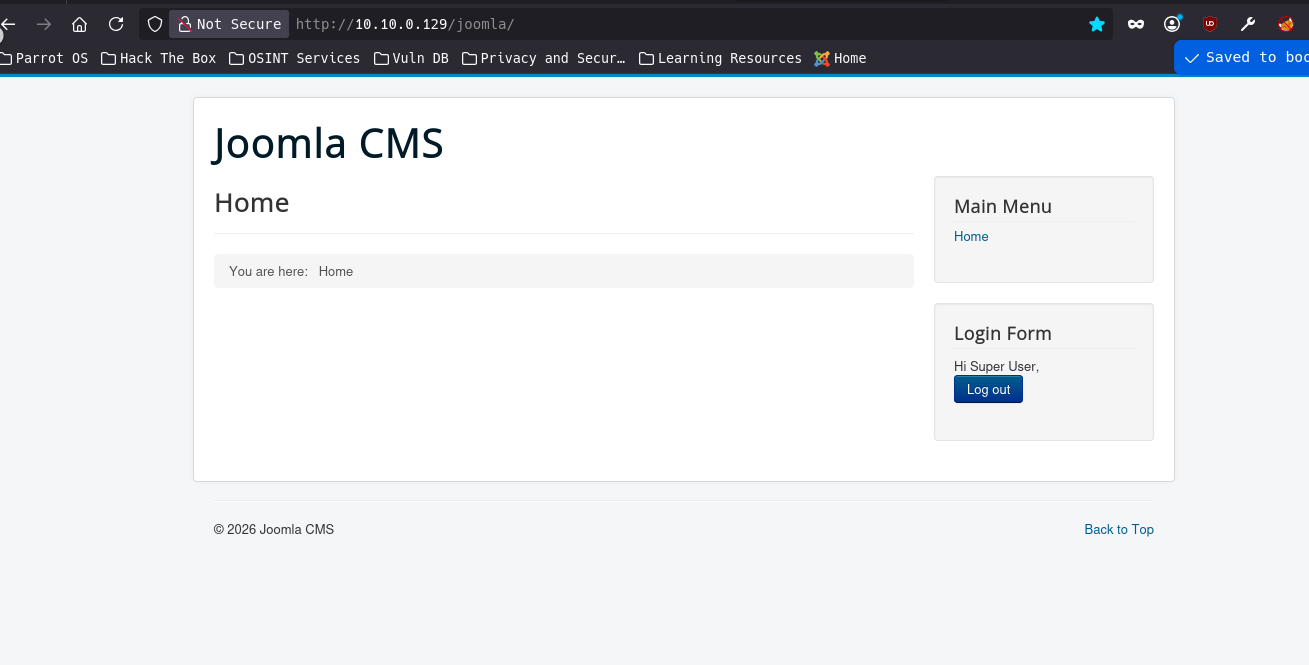 Not Secure http://10.10.0.129/joomla/
Parrot OS Hack The Box OSINT Services Vuln DB Privacy and Secur… Learning Resources Home
Saved to boo
Joomla CMS
Home
You are here: Home
Main Menu
Home
Login Form
Hi Super User,
Log out
© 2026 Joomla CMS
Back to Top